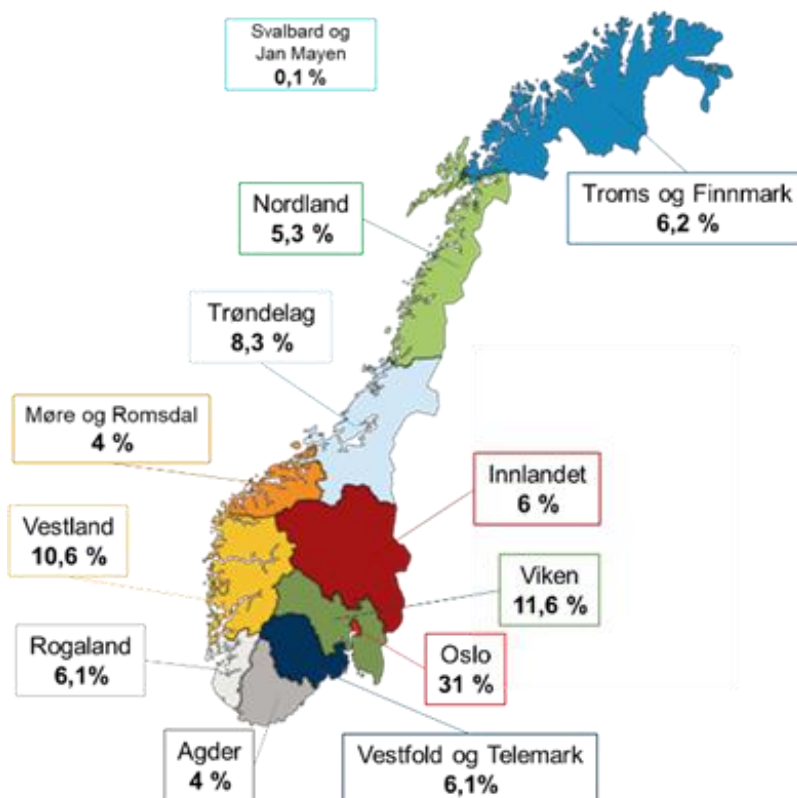 Svalbard og
Jan Mayen
0,1 %
Troms og Finnmark
6,2 %
Nordland
5,3 %
Trøndelag
8,3 %
Møre og Romsdal
4 %
Innlandet
6 %
Vestland
10,6 %
Viken
11,6 %
Rogaland
6,1%
Oslo
31 %
Agder
4 %
Vestfold og Telemark
6,1%